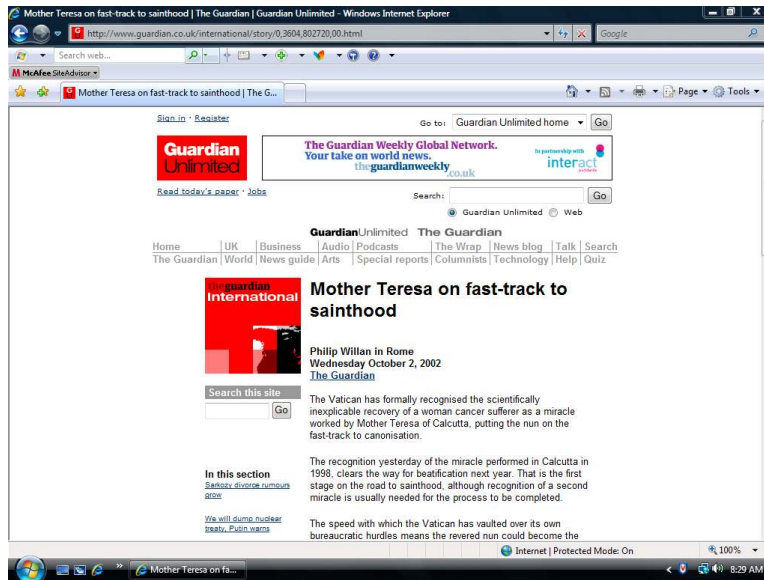 Mother Teresa on fast-track to sainthood | The Guardian | Guardian Unlimited - Windows Internet Explorer
http://www.guardian.co.uk/international/story/0,3604,802720,00.html
Google
Search web...
McAfee SiteAdvisor
Mother Teresa on fast-track to sainthood | The G...
Page Tools
Sign in · Register
Go to: Guardian Unlimited home Go
Guardian Unlimited
The Guardian Weekly Global Network.
Your take on world news.
theguardianweekly
.co.uk
In partnership with
interact
Read today's paper · Jobs
Search: Go
Guardian Unlimited Web
GuardianUnlimited The Guardian
Home UK Business Audio Podcasts The Wrap News blog Talk Search
The Guardian World News guide Arts Special reports Columnists Technology Help Quiz
theguardian
International
Mother Teresa on fast-track to
sainthood
Philip Willan in Rome
Wednesday October 2, 2002
The Guardian
Search this site
Go
The Vatican has formally recognised the scientifically
inexplicable recovery of a woman cancer sufferer as a miracle
worked by Mother Teresa of Calcutta, putting the nun on the
fast-track to canonisation.
The recognition yesterday of the miracle performed in Calcutta in
1998, clears the way for beatification next year. That is the first
stage on the road to sainthood, although recognition of a second
miracle is usually needed for the process to be completed.
In this section
Sarkozy divorce rumours
grow
We will dump nuclear
treaty, Putin warns
The speed with which the Vatican has vaulted over its own
bureaucratic hurdles means the revered nun could become the
Internet | Protected Mode: On
100%
Mother Teresa on fa...
8:29 AM